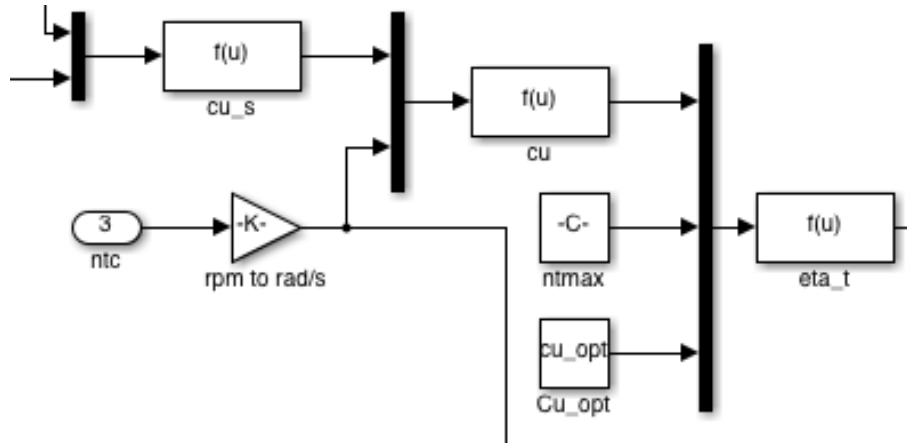 f(u)
cu_s
f(u)
cu
3
ntc
-K-
rpm to rad/s
-C-
ntmax
f(u)
eta_t
cu_opt
Cu_opt